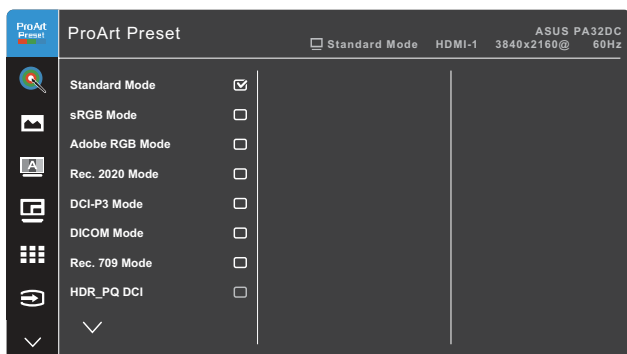 ProArt
Preset
ProArt Preset
ASUS PA32DC
Standard Mode HDMI-1 3840x2160@ 60Hz
Standard Mode
sRGB Mode
Adobe RGB Mode
A
Rec. 2020 Mode
DCI-P3 Mode
DICOM Mode
Rec. 709 Mode
HDR_PQ DCI